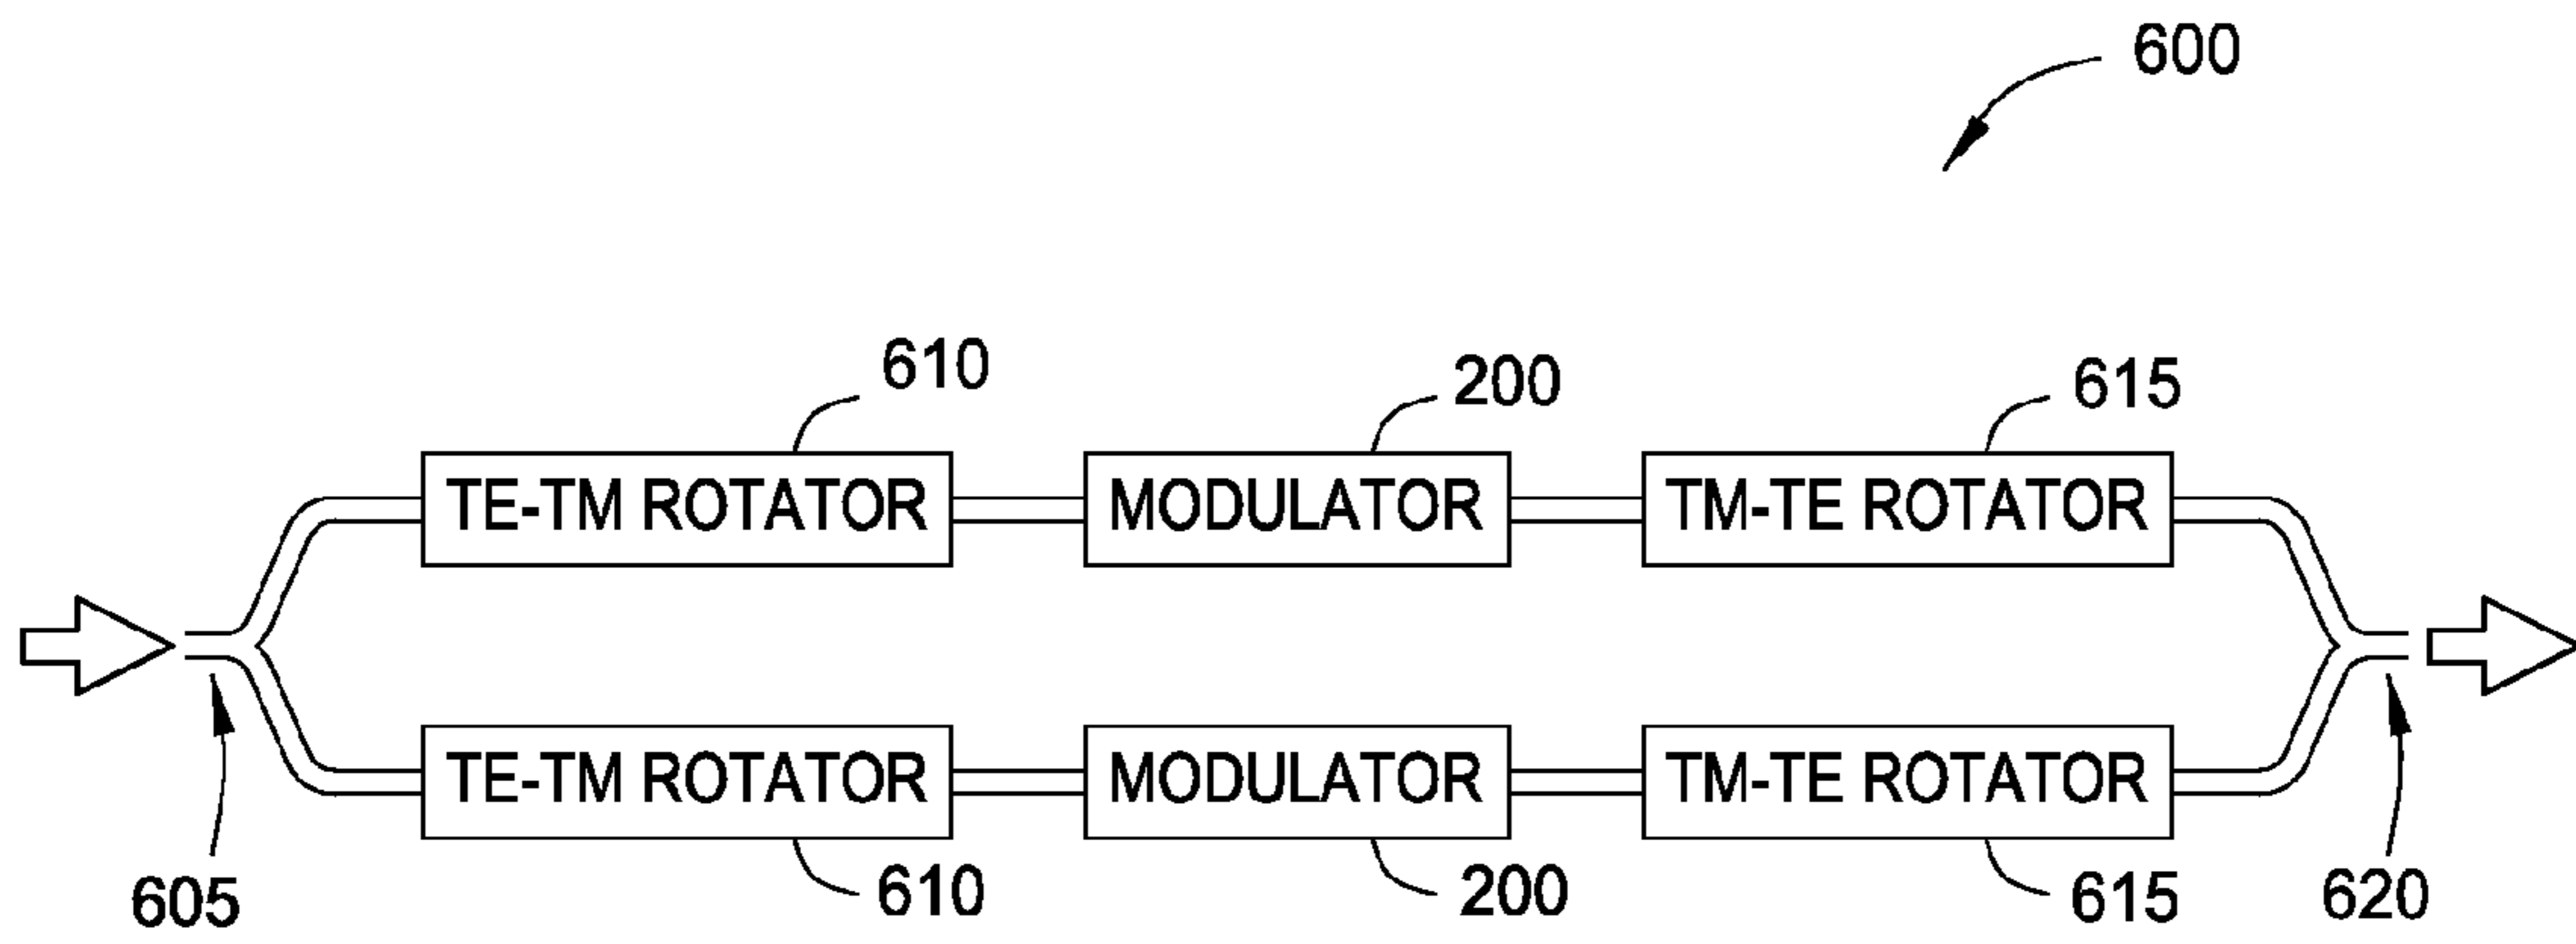 600
610
200
615
TE-TM ROTATOR
MODULATOR
TM-TE ROTATOR
TE-TM ROTATOR
MODULATOR
TM-TE ROTATOR
605
610
200
615
620